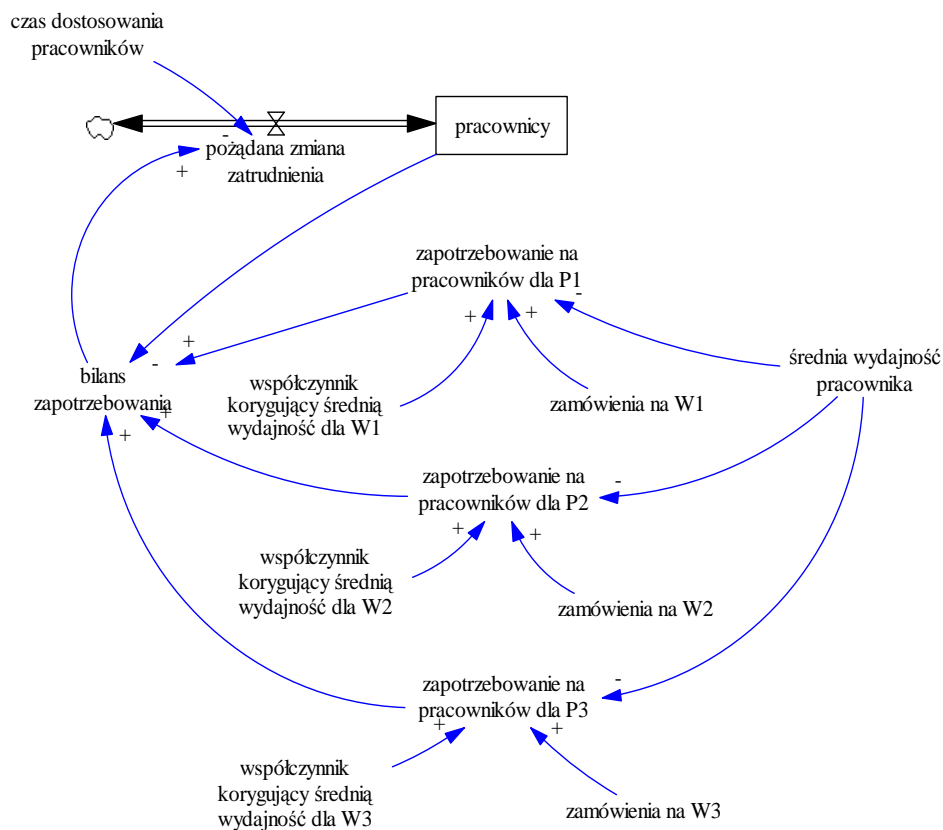 czas dostosowania
pracowników
pracownicy
-
pożądana zmiana
zatrudnienia
+
zapotrzebowanie na
pracowników dla P1
-
+
+
+
-
bilans
zapotrzebowania
średnia wydajność
pracownika
współczynnik
korygujący średnią
wydajność dla W1
zamówienia na W1
+
+
zapotrzebowanie na
pracowników dla P2
-
+
+
współczynnik
korygujący średnią
wydajność dla W2
zamówienia na W2
zapotrzebowanie na
pracowników dla P3
-
+
+
współczynnik
korygujący średnią
wydajność dla W3
zamówienia na W3